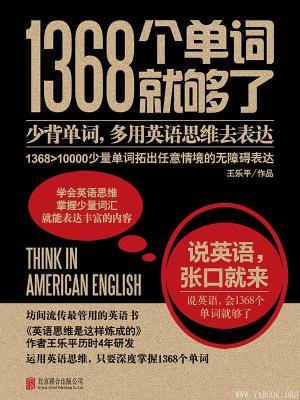 1368个单词
就够了
少背单词，多用英语思维去表达
1368>10000少量单词拓出任意情境的无障碍表达
王乐平/作品
学会英语思维
掌握少量词汇
就能表达丰富的内容
THINK IN
AMERICAN ENGLISH
说英语，
张口就来
说英语，会1368个
单词就够了
坊间流传最管用的英语书
《英语思维是这样炼成的》
作者王乐平历时4年研发
运用英语思维，只要深度掌握1368个单词
北京联合出版公司
WWW.YABOOK.ORG